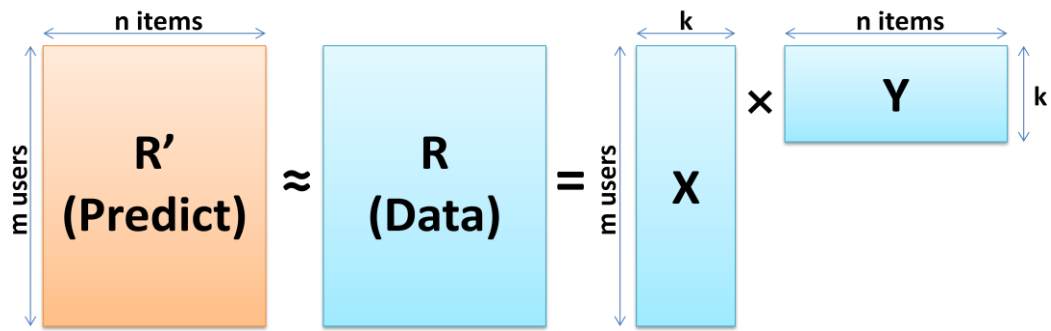 n items
m users
R’
(Predict)
≈
R
(Data)
=
k
m users
X
×
n items
Y
k